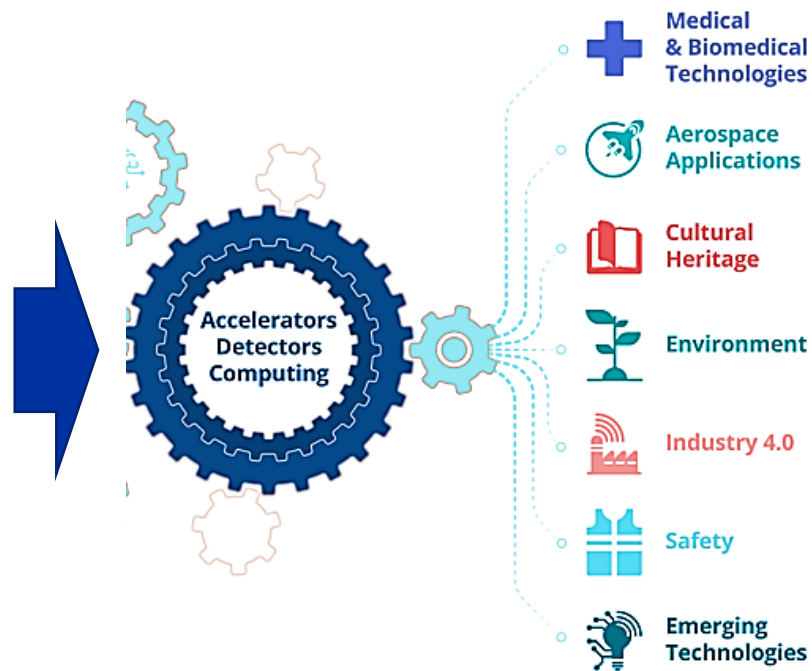 Medical
& Biomedical
Technologies
Aerospace
Applications
Cultural
Heritage
Accelerators
Detectors
Computing
Environment
Industry 4.0
Safety
Emerging
Technologies